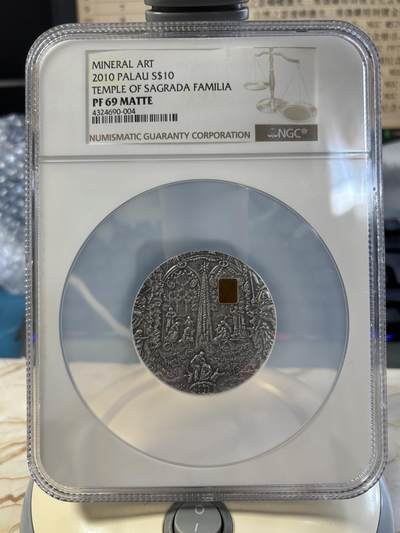 MINERAL ART
2010 PALAU S$10
TEMPLE OF SAGRADA FAMILIA
PF 69 MATTE
4324690-004
NUMISMATIC GUARANTY CORPORATION
NGC®